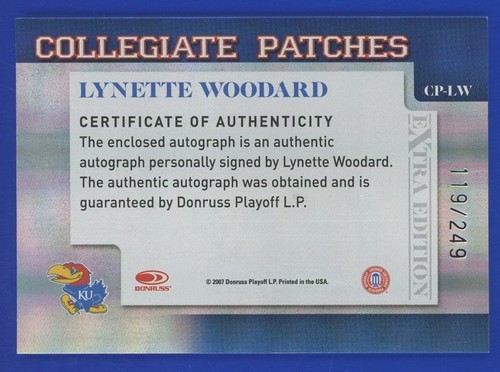 COLLEGIATE PATCHES
LYNETTE WOODARD
CP-LW
CERTIFICATE OF AUTHENTICITY
The enclosed autograph is an authentic
autograph personally signed by Lynette Woodard.
The authentic autograph was obtained and is
guaranteed by Donruss Playoff L.P.
EXTRA EDITION
119/249
KU
DONRUSS
© 2007 Donruss Playoff L.P. Printed in the USA.